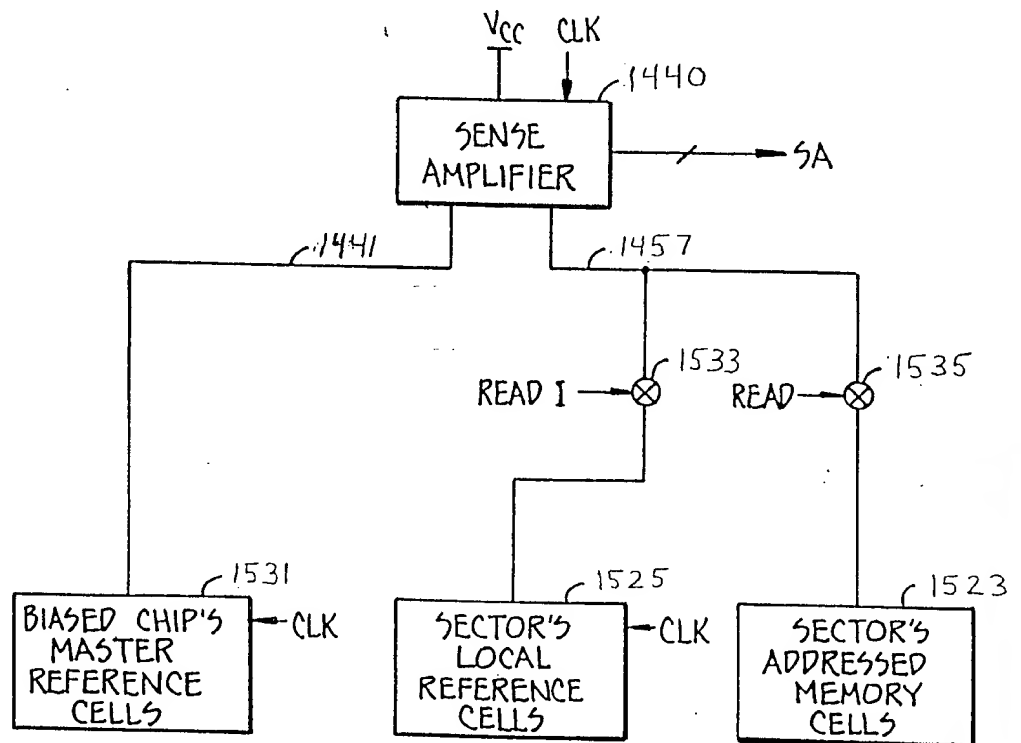 Vcc CLK
1440
SENSE
AMPLIFIER
SA
1441
1457
1533
READ I
1535
READ
1531
BIASED CHIP'S
MASTER
REFERENCE
CELLS
CLK
1525
SECTOR'S
LOCAL
REFERENCE
CELLS
CLK
1523
SECTOR'S
ADDRESSED
MEMORY
CELLS